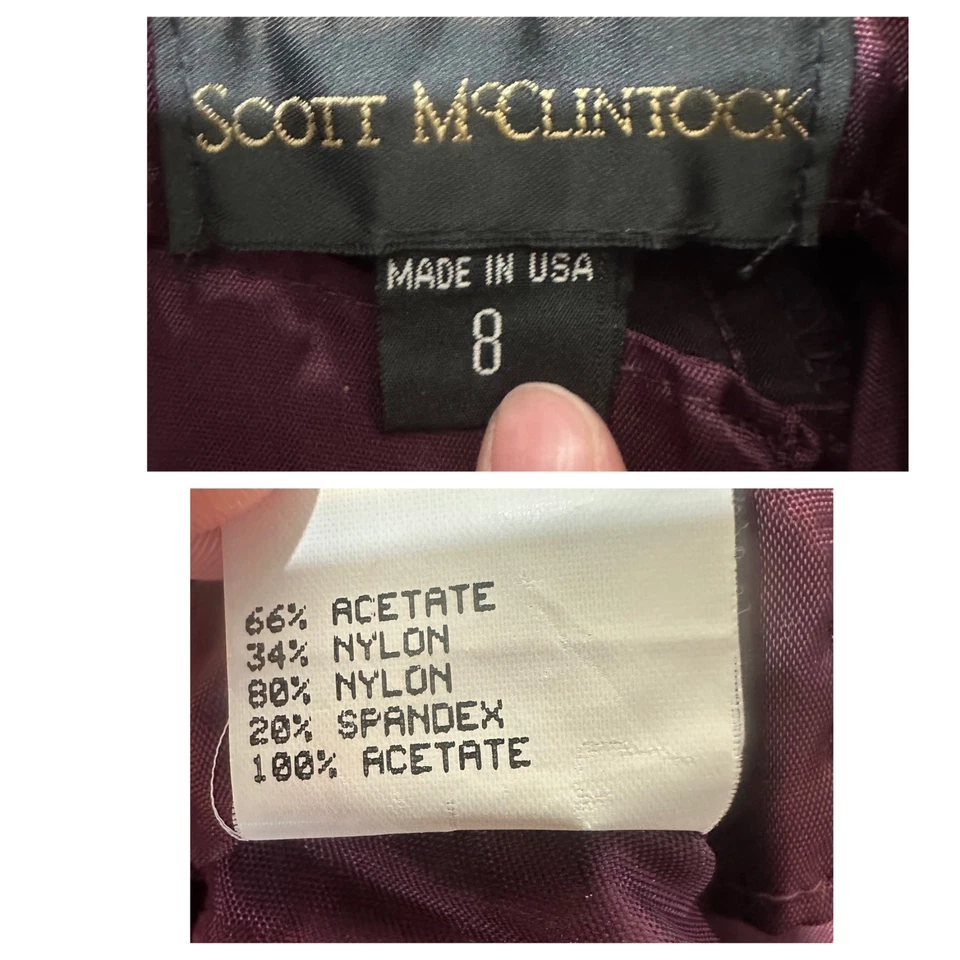 SCOTT McCLINTOCK
MADE IN USA
8
66% ACETATE
34% NYLON
80% NYLON
20% SPANDEX
100% ACETATE